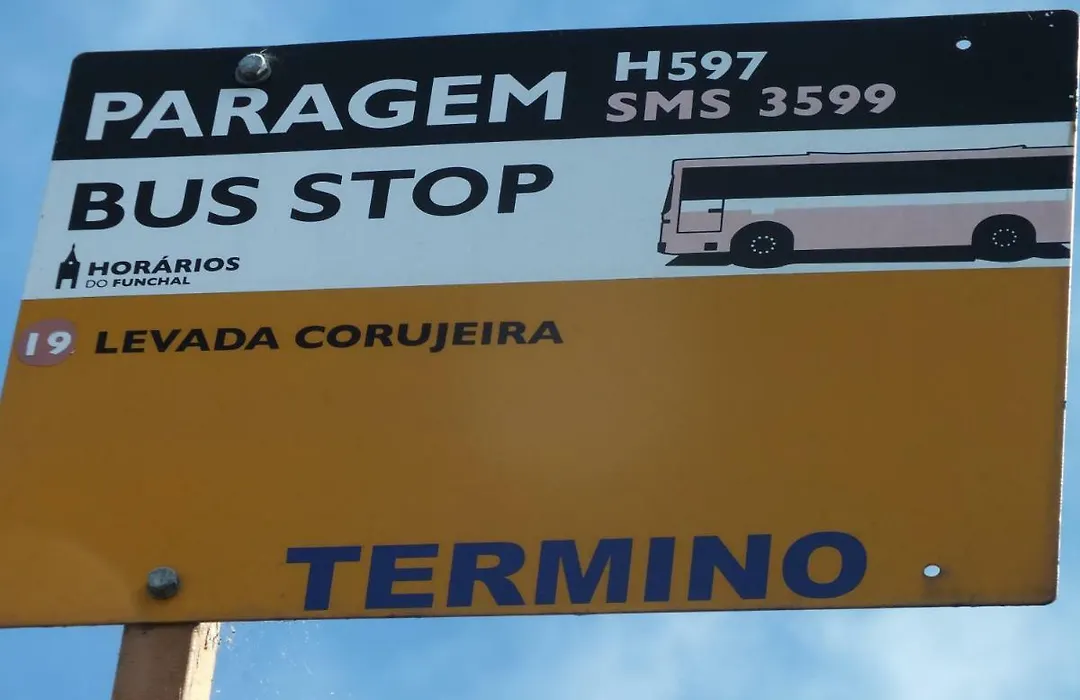 PARAGEM H597
SMS 3599
BUS STOP
HORÁRIOS
DO FUNCHAL
19 LEVADA CORUJEIRA
TERMINO